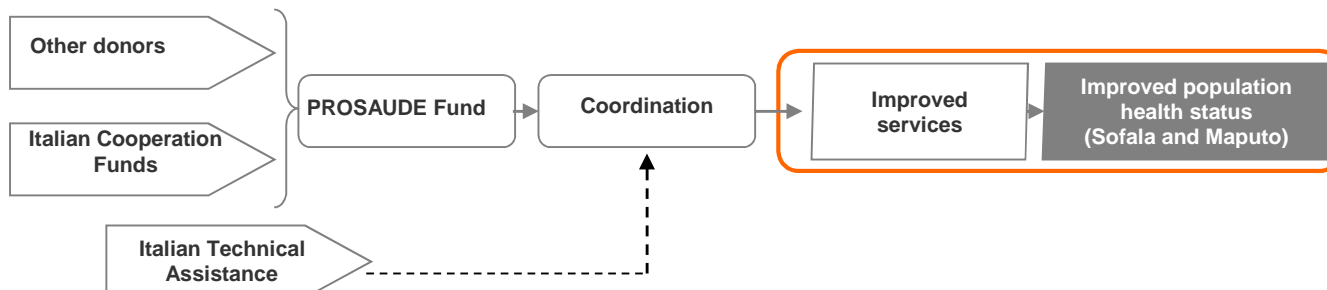 Other donors
Italian Cooperation
Funds
PROSAUDE Fund
Coordination
Improved
services
Improved population
health status
(Sofala and Maputo)
Italian Technical
Assistance